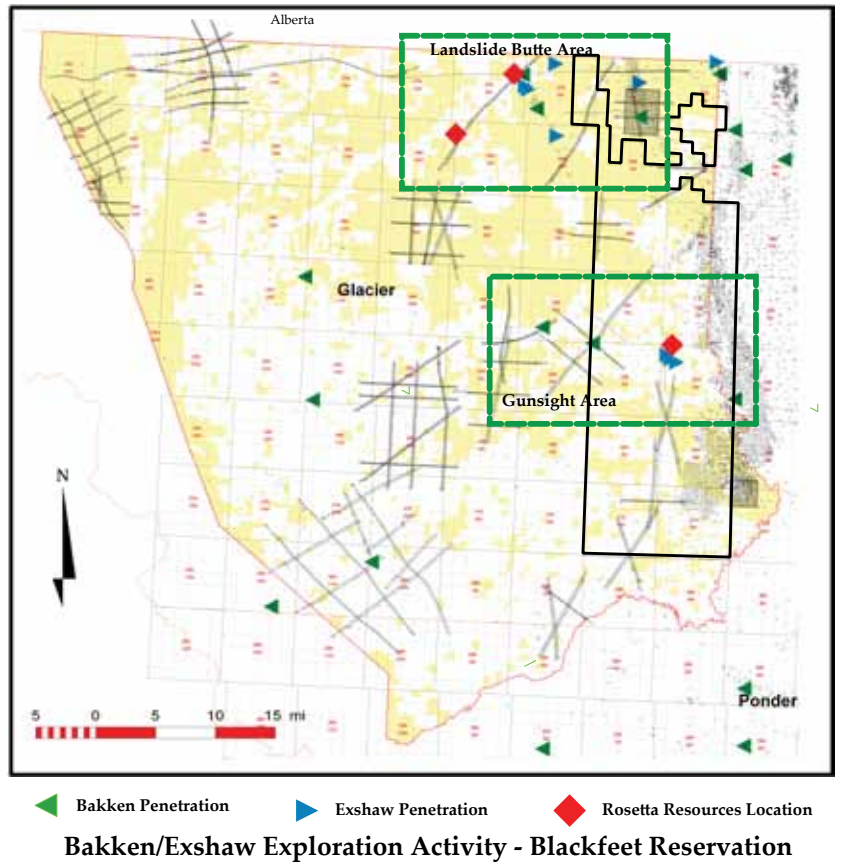 Alberta
Landslide Butte Area
Glacier
Gunsight Area
N
5 0 5 10 15 mi
Ponder
Bakken Penetration
Exshaw Penetration
Rosetta Resources Location
Bakken/Exshaw Exploration Activity - Blackfeet Reservation